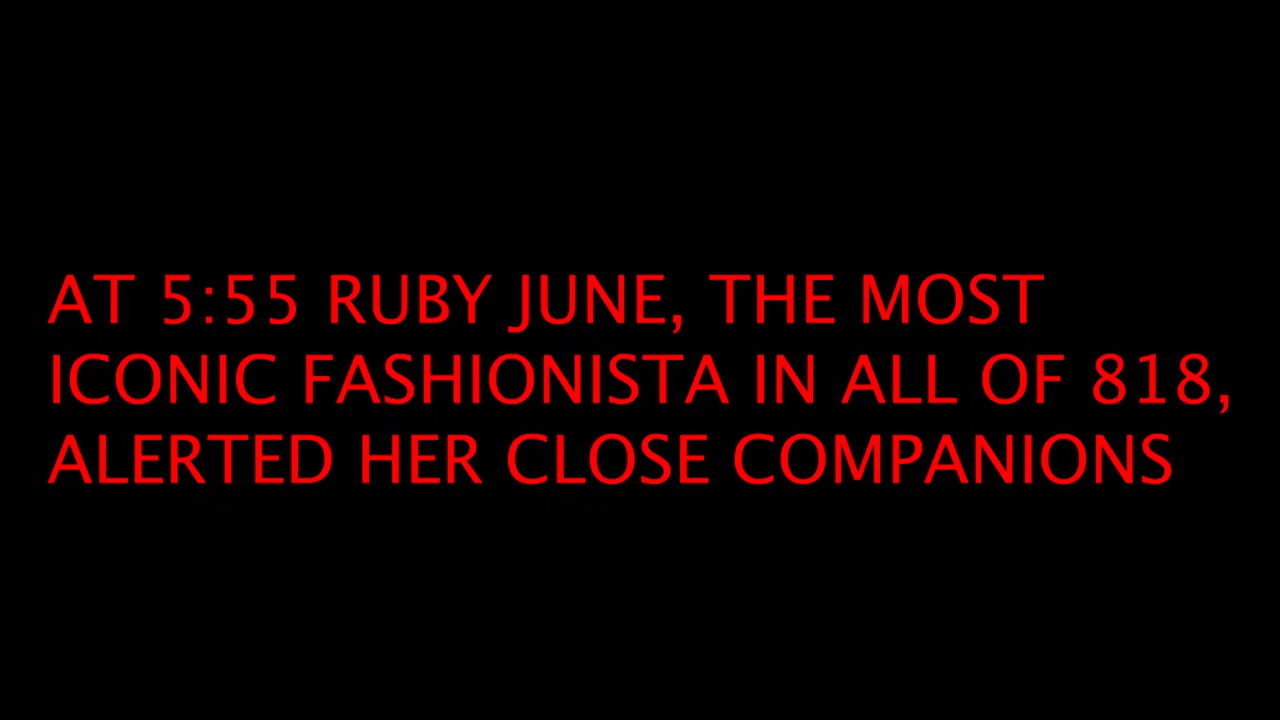 AT 5:55 RUBY JUNE, THE MOST
ICONIC FASHIONISTA IN ALL OF 818,
ALERTED HER CLOSE COMPANIONS